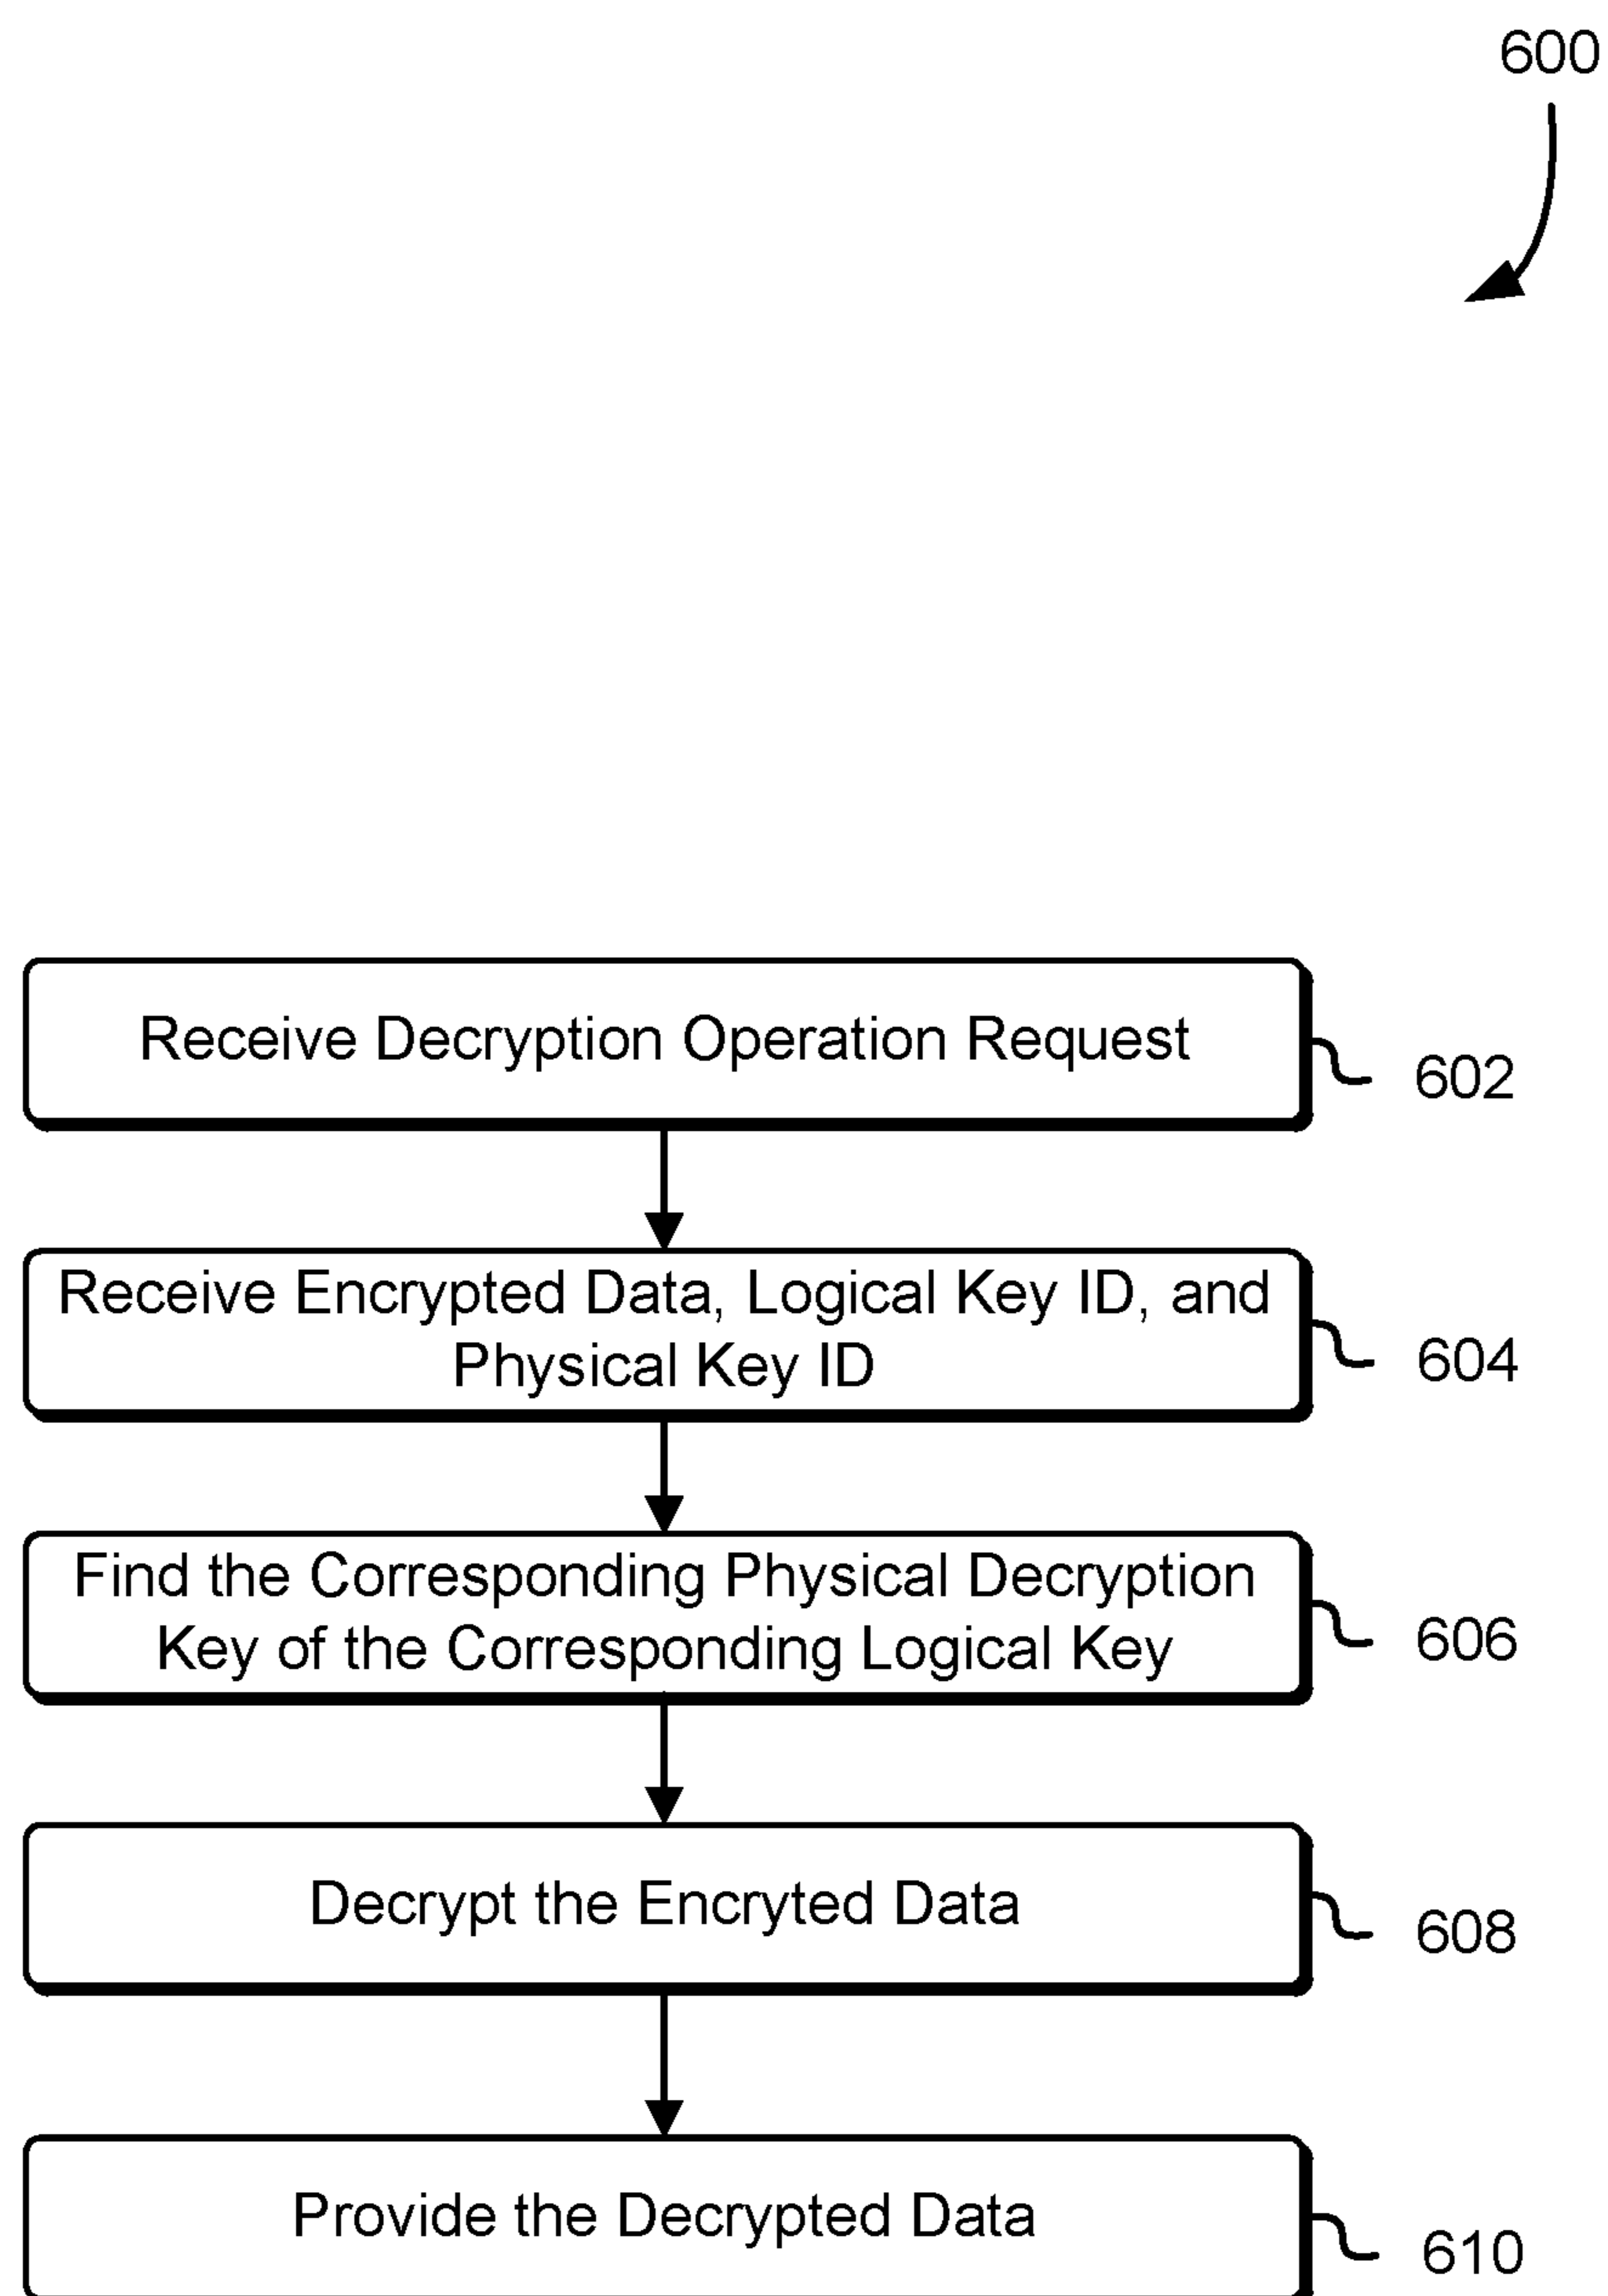 600
Receive Decryption Operation Request
602
Receive Encrypted Data, Logical Key ID, and
Physical Key ID
604
Find the Corresponding Physical Decryption
Key of the Corresponding Logical Key
606
Decrypt the Encryted Data
608
Provide the Decrypted Data
610